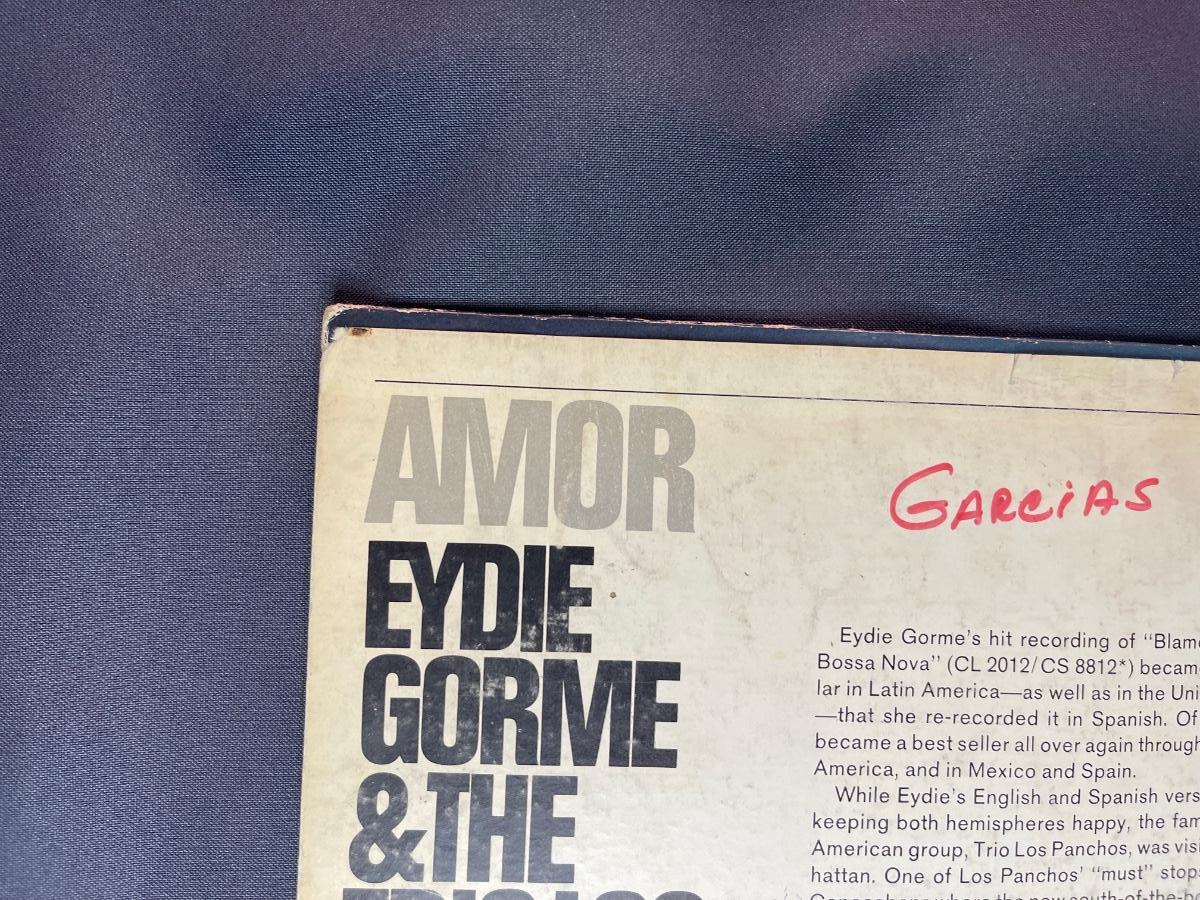 AMOR
EYDIE
GORME
& THE
GARCiAS
Eydie Gorme's hit recording of "Blame
Bossa Nova" (CL 2012/CS 8812*) became
lar in Latin America—as well as in the Uni
—that she re-recorded it in Spanish. Of
became a best seller all over again through
America, and in Mexico and Spain.
While Eydie's English and Spanish vers
keeping both hemispheres happy, the fam
American group, Trio Los Panchos, was visi
hattan. One of Los Panchos' "must" stops